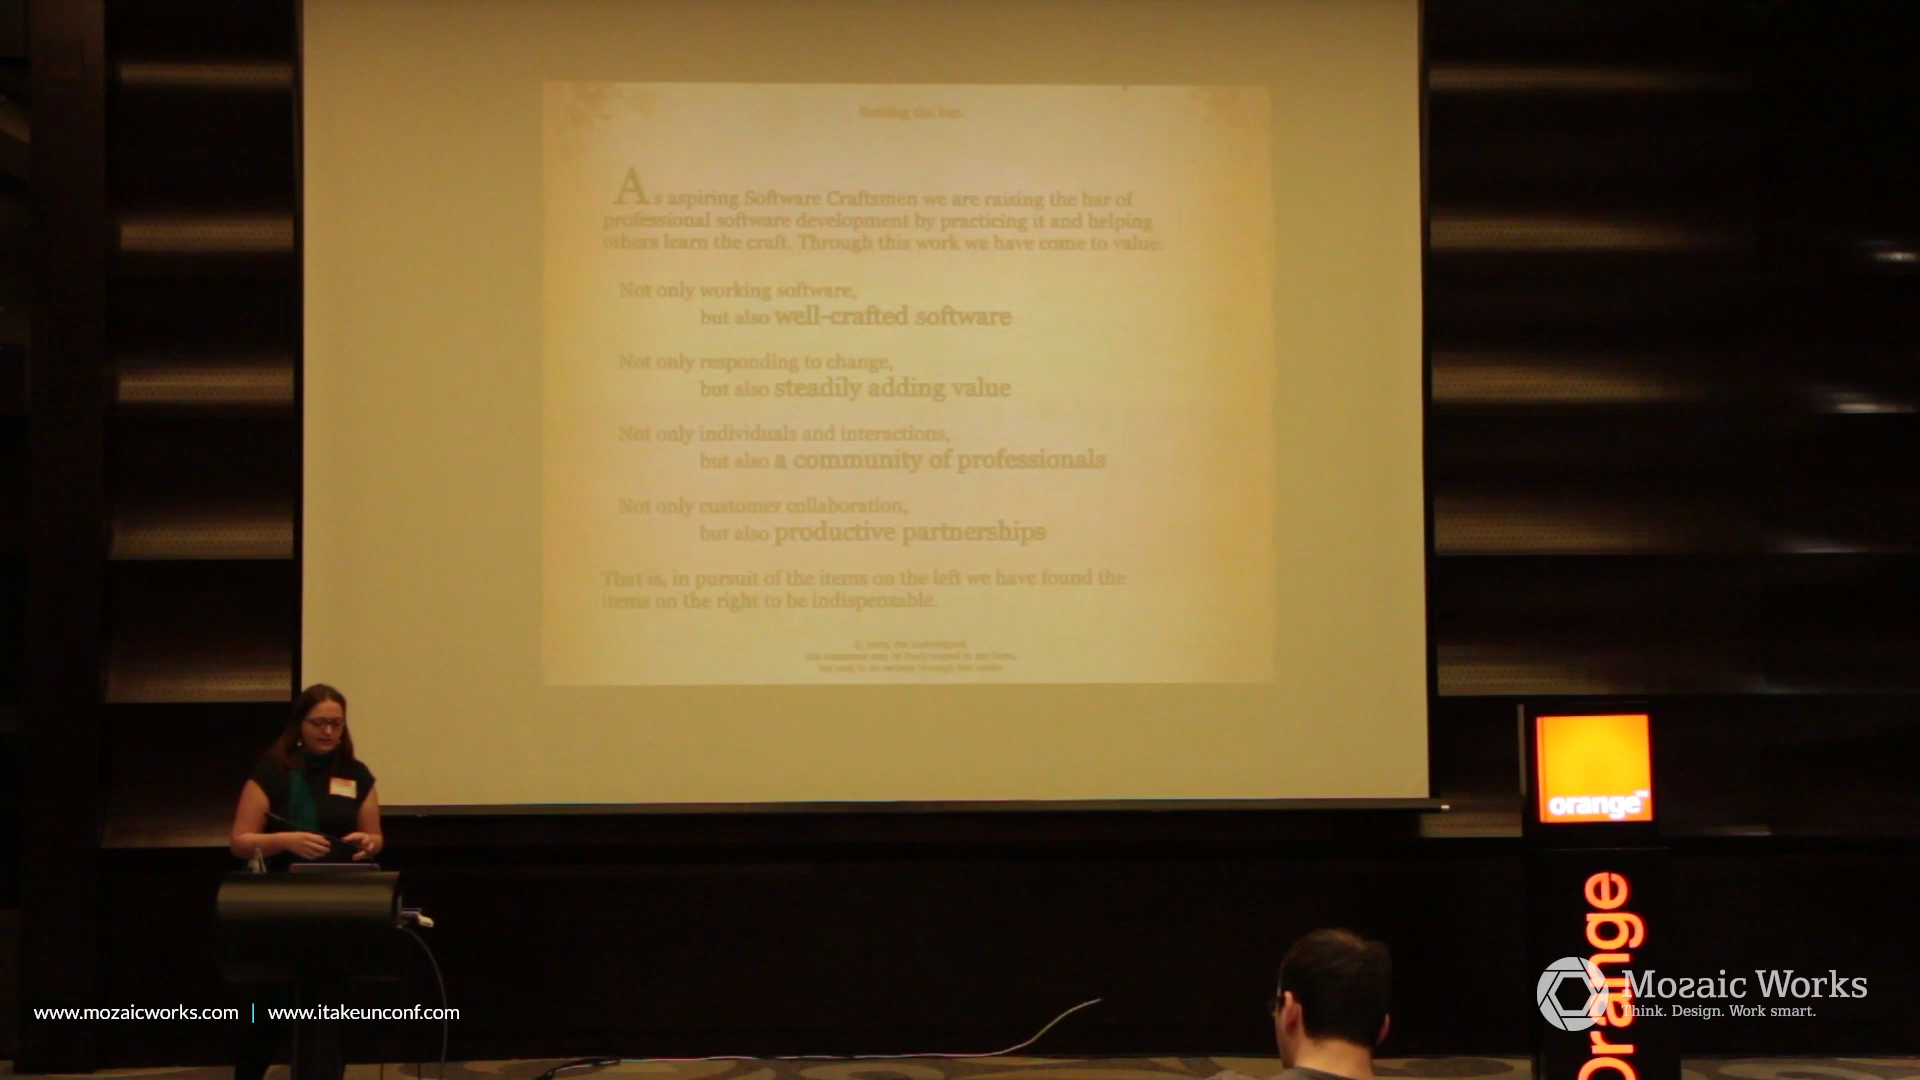 Raising the bar.
As aspiring Software Craftsmen we are raising the bar of
professional software development by practicing it and helping
others learn the craft. Through this work we have come to value:
Not only working software,
but also well-crafted software
Not only responding to change,
but also steadily adding value
Not only individuals and interactions,
but also a community of professionals
Not only customer collaboration,
but also productive partnerships
That is, in pursuit of the items on the left we have found the
items on the right to be indispensable.
orange™
orange
www.mozaicworks.com | www.itakeunconf.com
Mozaic Works
Think. Design. Work smart.